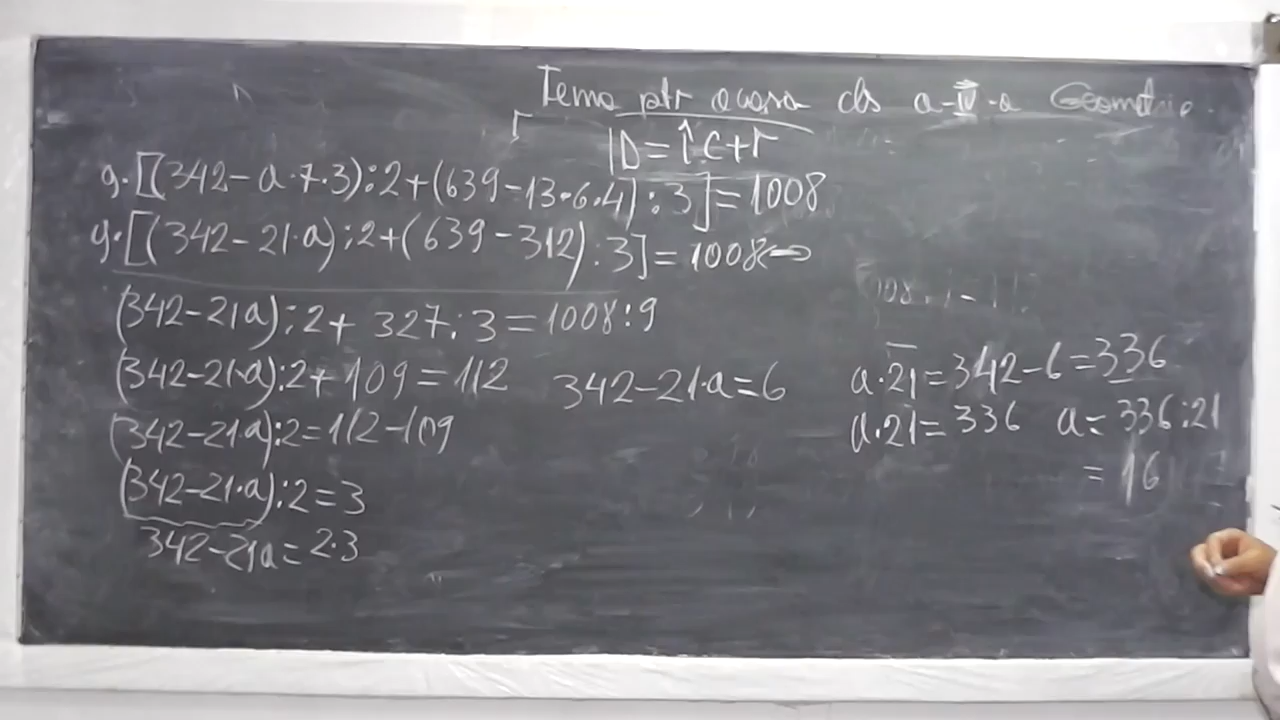 Tema ptr acasa cls a-IV-a Geometrie
D=Î·C+r
9·[(342-a·7·3):2+(639-13·6·4):3]=1008
9·[(342-21·a):2+(639-312):3]=1008⇔
(342-21a):2+327:3=1008:9
(342-21·a):2+109=112
(342-21a):2=112-109
(342-21·a):2=3
342-21a=2·3
342-21·a=6
a·21=342-6=336
a·21=336 a=336:21
=16